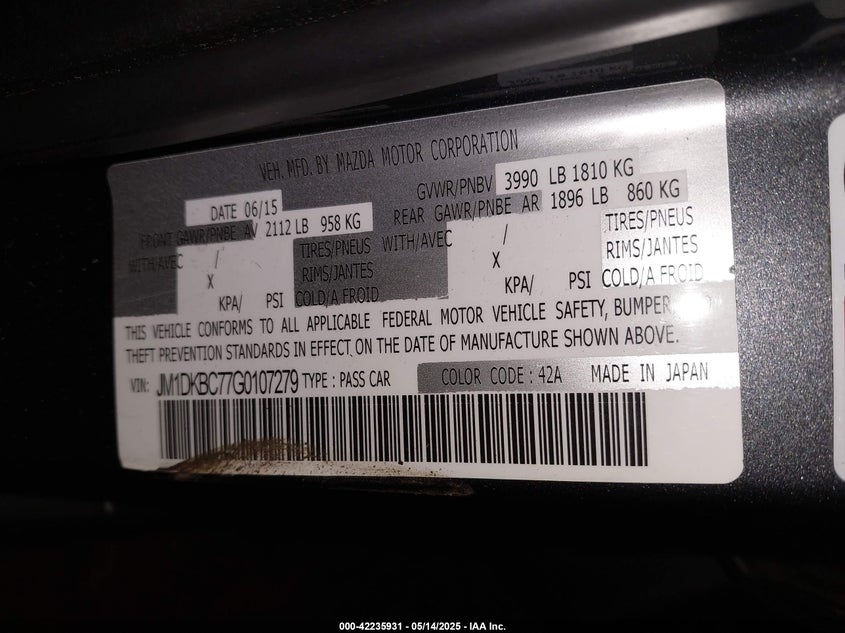 VEH. MFD. BY MAZDA MOTOR CORPORATION
DATE 06/15
GVWR/PNBV 3990 LB 1810 KG
FRONT GAWR/PNBE AV 2112 LB 958 KG
REAR GAWR/PNBE AR 1896 LB 860 KG
WITH/AVEC / TIRES/PNEUS
X RIMS/JANTES
KPA/ PSI COLD/A FROID
WITH/AVEC / TIRES/PNEUS
X RIMS/JANTES
KPA/ PSI COLD/A FROID
THIS VEHICLE CONFORMS TO ALL APPLICABLE FEDERAL MOTOR VEHICLE SAFETY, BUMPER
THEFT PREVENTION STANDARDS IN EFFECT ON THE DATE OF MANUFACTURE SHOWN ABOVE.
VIN: JM1DKBC77G0107279 TYPE : PASS CAR COLOR CODE : 42A MADE IN JAPAN
000-42235931 - 05/14/2025 - IAA Inc.